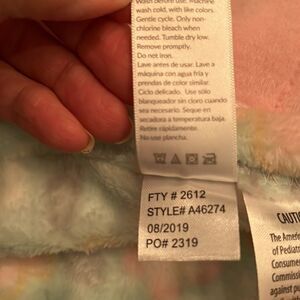 Wash before use. Machine
wash cold, with like colors.
Gentle cycle. Only non-
chlorine bleach when
needed. Tumble dry low.
Remove promptly.
Do not iron.
Lave antes de usar. Lave a
máquina con agua fría y
prendas de color similar.
Ciclo delicado. Use sólo
blanqueador sin cloro cuando
sea necesario. Seque en
secadora a temperatura baja.
Retire rápidamente.
No use plancha.
FTY # 2612
STYLE# A46274
08/2019
PO# 2319
CAUTI
The Ameri
of Pediatr
Consume
Commissi
against p